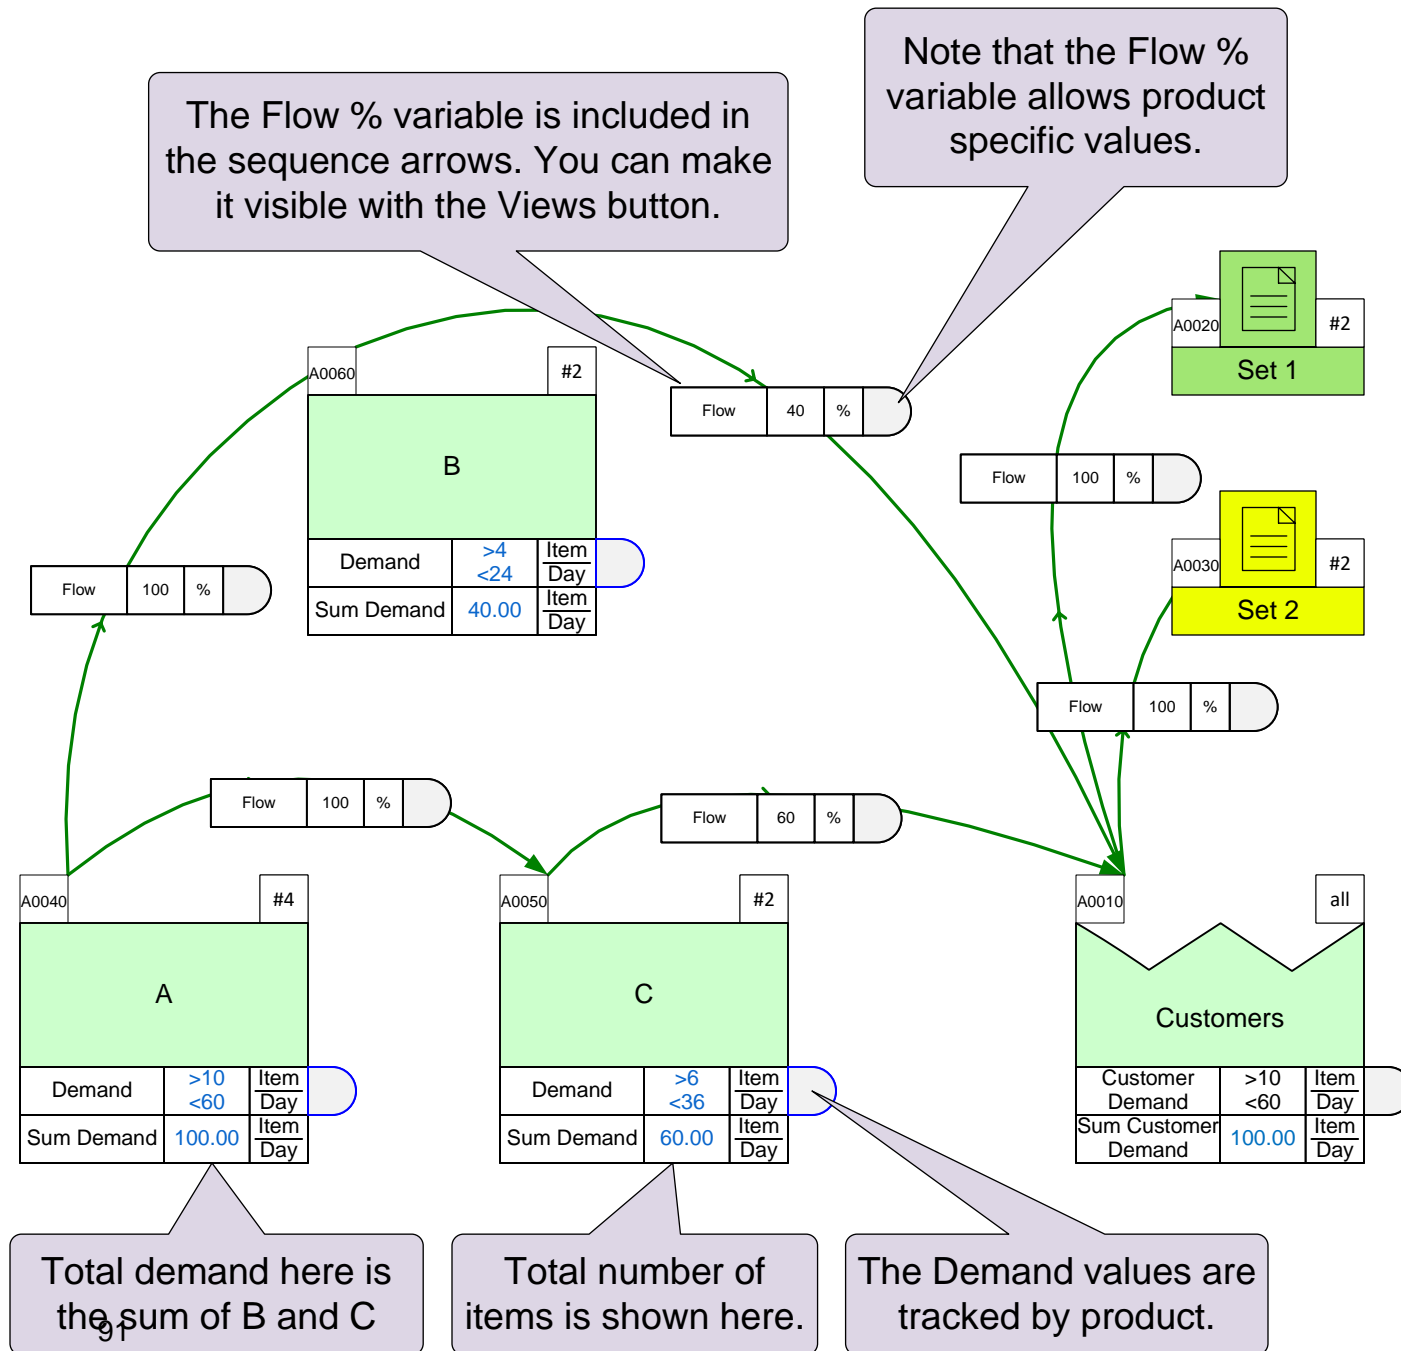 Note that the Flow %
variable allows product
specific values.
The Flow % variable is included in
the sequence arrows. You can make
it visible with the Views button.
A0020
#2
Set 1
A0060
#2
B
Demand
>4
<24
Item
Day
Sum Demand
40.00
Item
Day
Flow 40 %
Flow 100 %
A0030
#2
Set 2
Flow 100 %
Flow 100 %
Flow 100 %
Flow 60 %
A0040
#4
A
Demand
>10
<60
Item
Day
Sum Demand
100.00
Item
Day
A0050
#2
C
Demand
>6
<36
Item
Day
Sum Demand
60.00
Item
Day
A0010
all
Customers
Customer
Demand
>10
<60
Item
Day
Sum Customer
Demand
100.00
Item
Day
Total demand here is
the sum of B and C
91
Total number of
items is shown here.
The Demand values are
tracked by product.